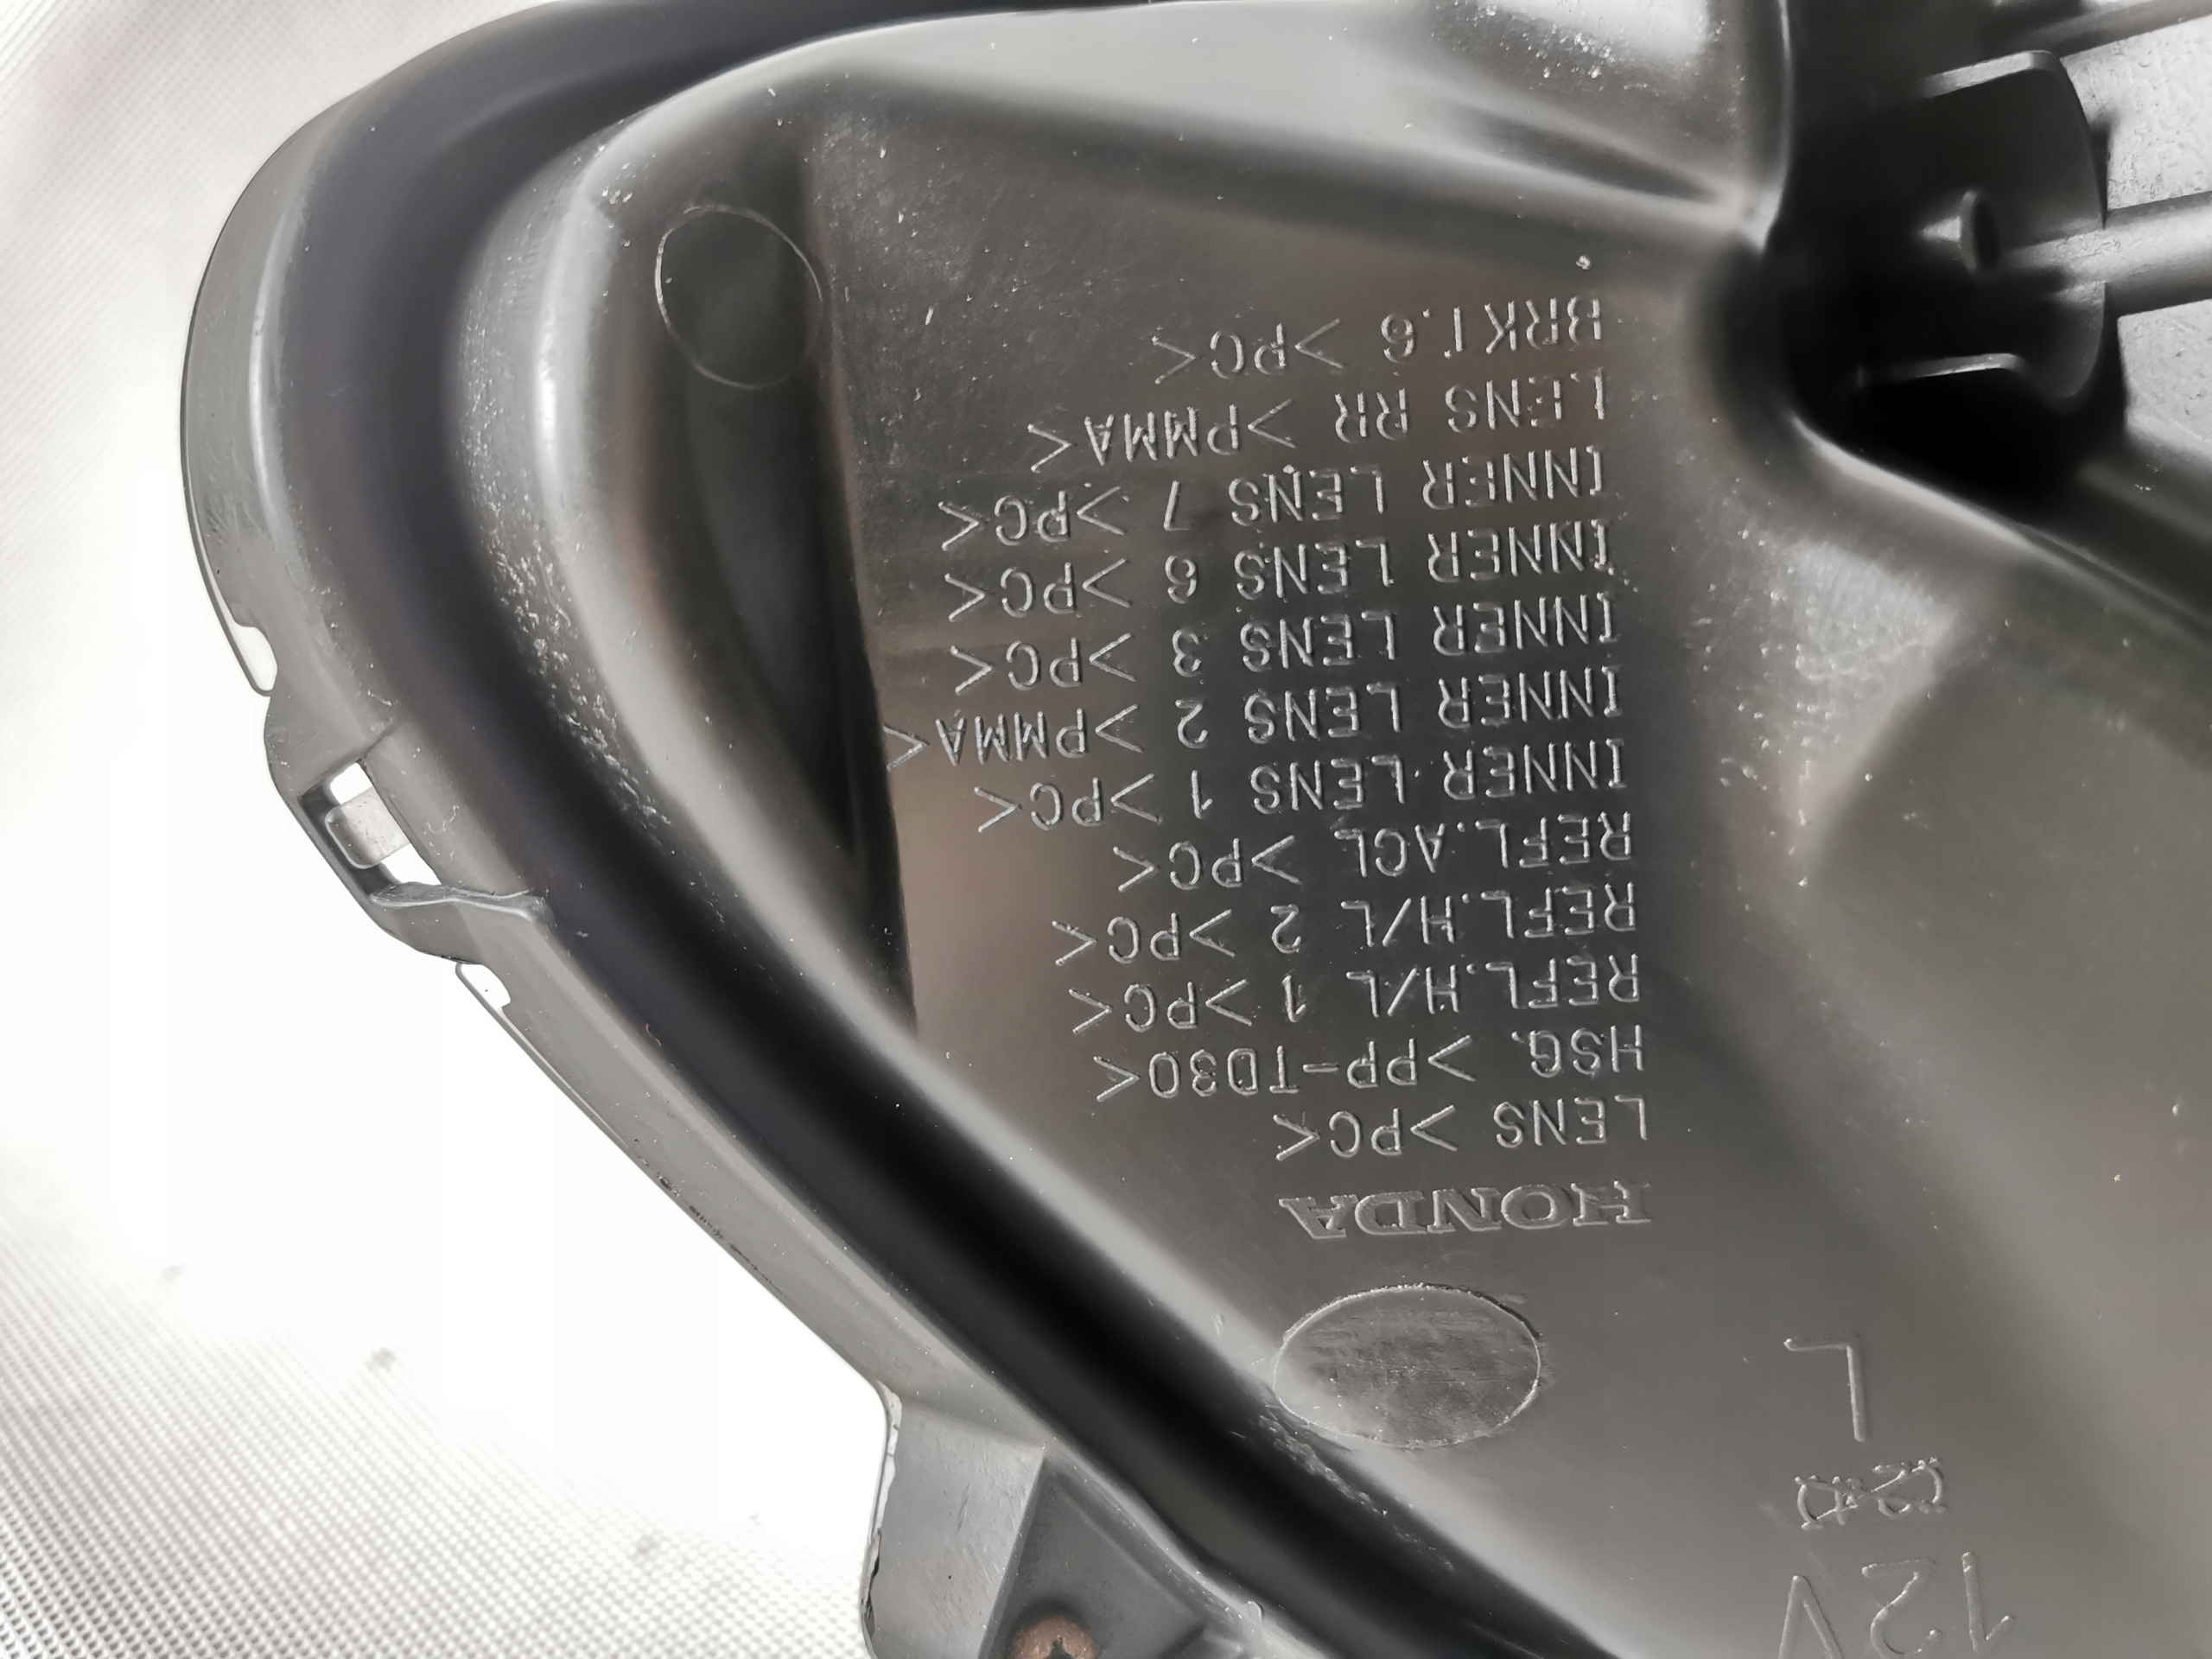 12V
L
HONDA
LENS >PC<
HSG. >PP-TD30<
REFL.H/L 1 >PC<
REFL.H/L 2 >PC<
REFL.ACL >PC<
INNER LENS 1 >PC<
INNER LENS 2 >PMMA<
INNER LENS 3 >PC<
INNER LENS 6 >PC<
INNER LENS 7 >PC<
LENS RR >PMMA<
BRKT.6 >PC<